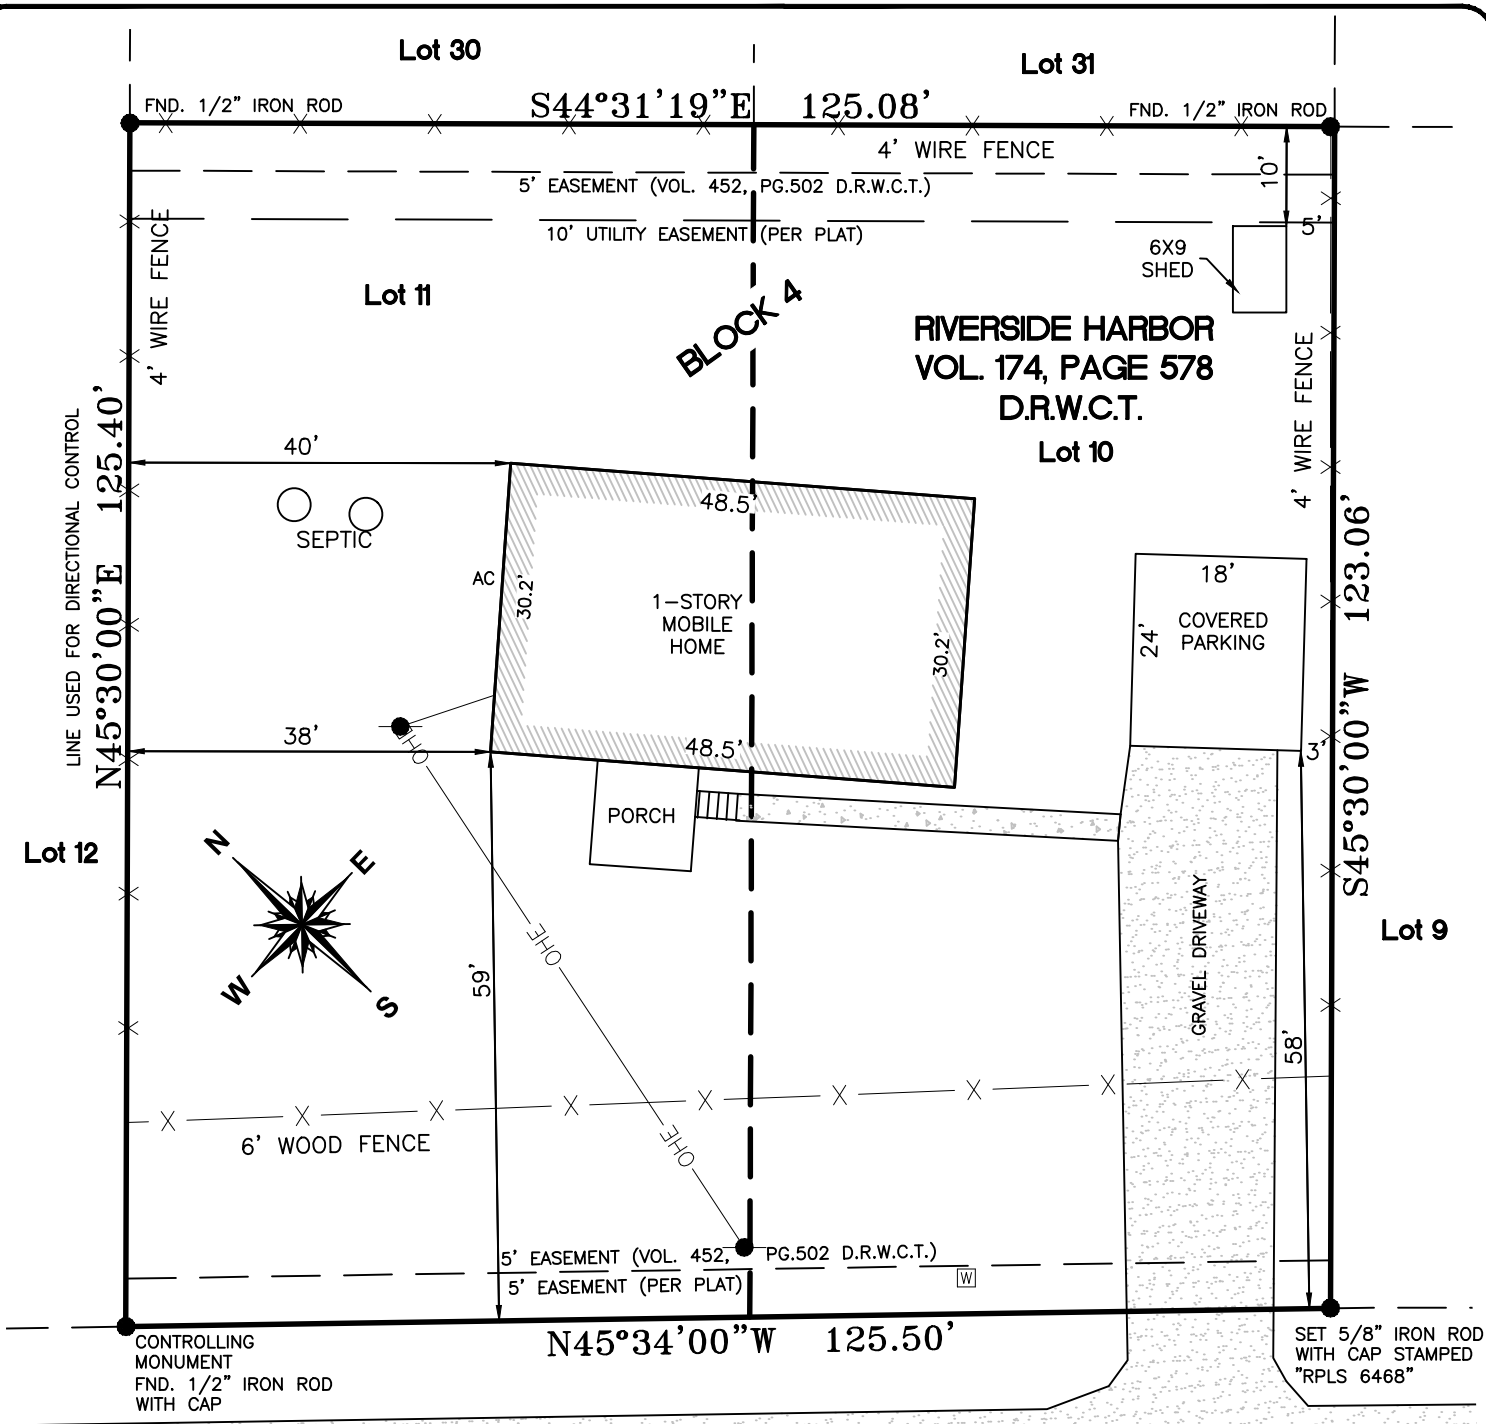 Lot 30
Lot 31
FND. 1/2" IRON ROD
S44°31'19"E 125.08'
FND. 1/2" IRON ROD
4' WIRE FENCE
10'
5' EASEMENT (VOL. 452, PG.502 D.R.W.C.T.)
5'
10' UTILITY EASEMENT (PER PLAT)
6X9
SHED
4' WIRE FENCE
Lot 11
BLOCK 4
RIVERSIDE HARBOR
VOL. 174, PAGE 578
D.R.W.C.T.
Lot 10
4' WIRE FENCE
LINE USED FOR DIRECTIONAL CONTROL
N45°30'00"E 125.40'
40'
SEPTIC
48.5'
AC
30.2'
1-STORY
MOBILE
HOME
30.2'
18'
24'
COVERED
PARKING
S45°30'00"W 123.06'
38'
48.5'
3'
OHE
PORCH
Lot 12
N
E
W
S
59'
OHE
GRAVEL DRIVEWAY
Lot 9
58'
6' WOOD FENCE
OHE
5' EASEMENT (VOL. 452, PG.502 D.R.W.C.T.)
5' EASEMENT (PER PLAT)
W
N45°34'00"W 125.50'
CONTROLLING
MONUMENT
FND. 1/2" IRON ROD
WITH CAP
SET 5/8" IRON ROD
WITH CAP STAMPED
"RPLS 6468"